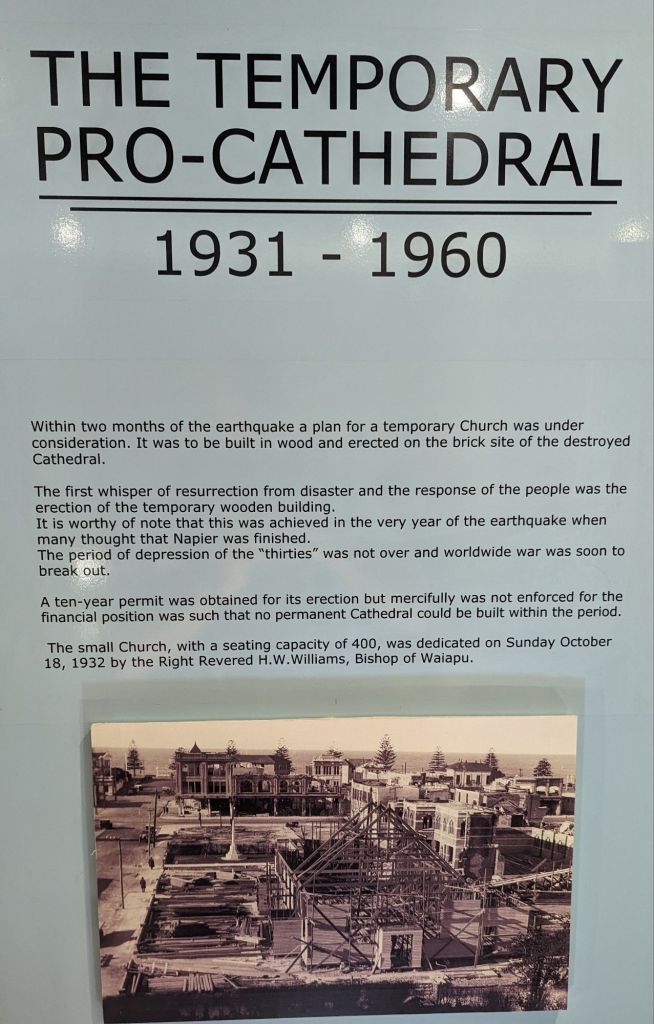 THE TEMPORARY
PRO-CATHEDRAL
1931 - 1960
Within two months of the earthquake a plan for a temporary Church was under
consideration. It was to be built in wood and erected on the brick site of the destroyed
Cathedral.
The first whisper of resurrection from disaster and the response of the people was the
erection of the temporary wooden building.
It is worthy of note that this was achieved in the very year of the earthquake when
many thought that Napier was finished.
The period of depression of the “thirties” was not over and worldwide war was soon to
break out.
A ten-year permit was obtained for its erection but mercifully was not enforced for the
financial position was such that no permanent Cathedral could be built within the period.
The small Church, with a seating capacity of 400, was dedicated on Sunday October
18, 1932 by the Right Revered H.W.Williams, Bishop of Waiapu.